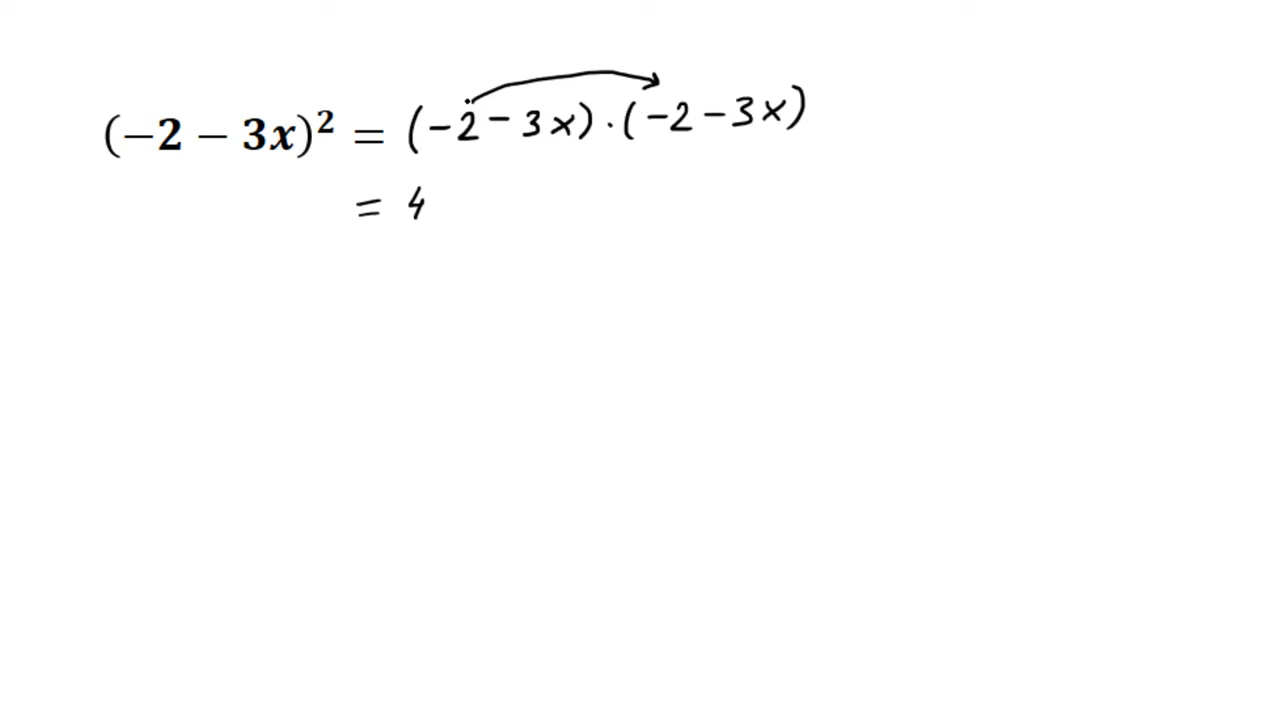 (−2 − 3x)² = (−2 − 3x) · (−2 − 3x)
= 4